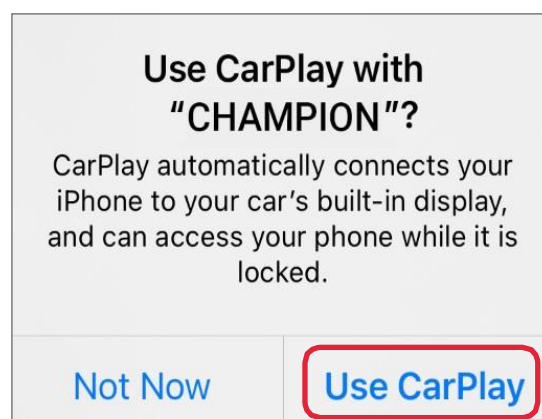 Use CarPlay with
“CHAMPION”?
CarPlay automatically connects your
iPhone to your car’s built-in display,
and can access your phone while it is
locked.
Not Now
Use CarPlay